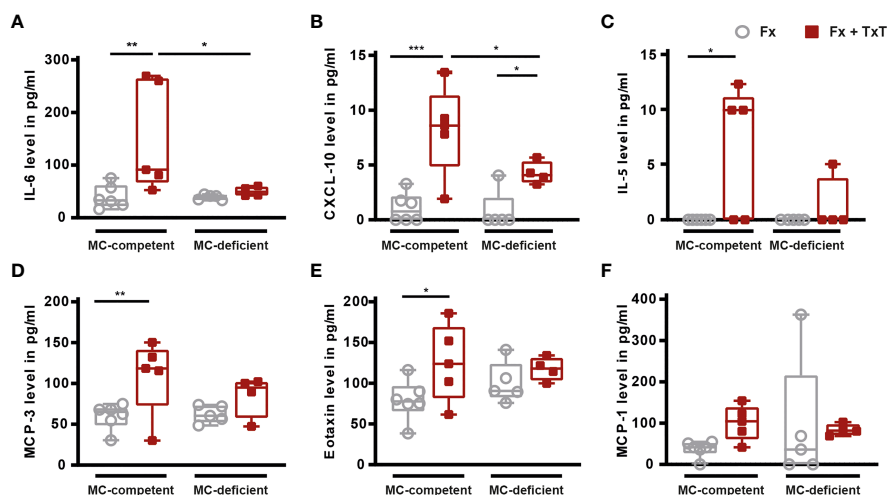 A
B
C
Fx
Fx + TxT
IL-6 level in pg/ml
300
200
100
0
**
*
MC-competent
MC-deficient
CXCL-10 level in pg/ml
15
10
5
0
***
*
*
MC-competent
MC-deficient
IL-5 level in pg/ml
15
10
5
0
*
MC-competent
MC-deficient
D
E
F
MCP-3 level in pg/ml
200
150
100
50
0
**
MC-competent
MC-deficient
Eotaxin level in pg/ml
200
150
100
50
0
*
MC-competent
MC-deficient
MCP-1 level in pg/ml
400
300
200
100
0
MC-competent
MC-deficient